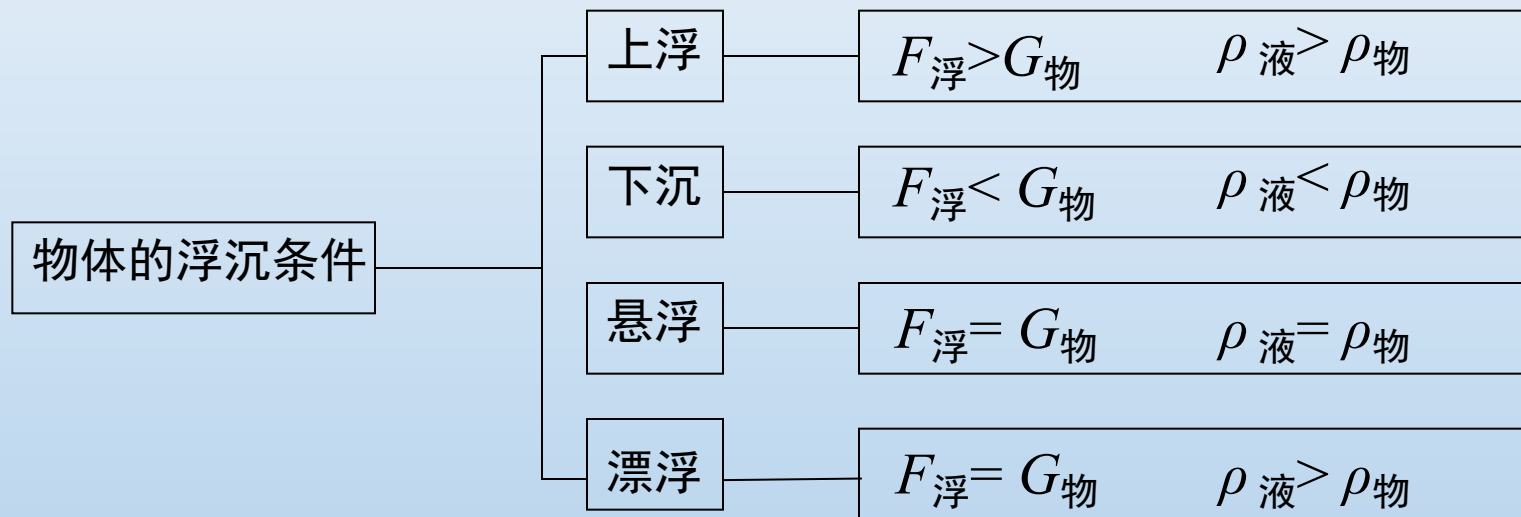 上浮 F浮>G物 ρ液>ρ物
下沉 F浮< G物 ρ液<ρ物
物体的浮沉条件
悬浮 F浮= G物 ρ液=ρ物
漂浮 F浮= G物 ρ液>ρ物